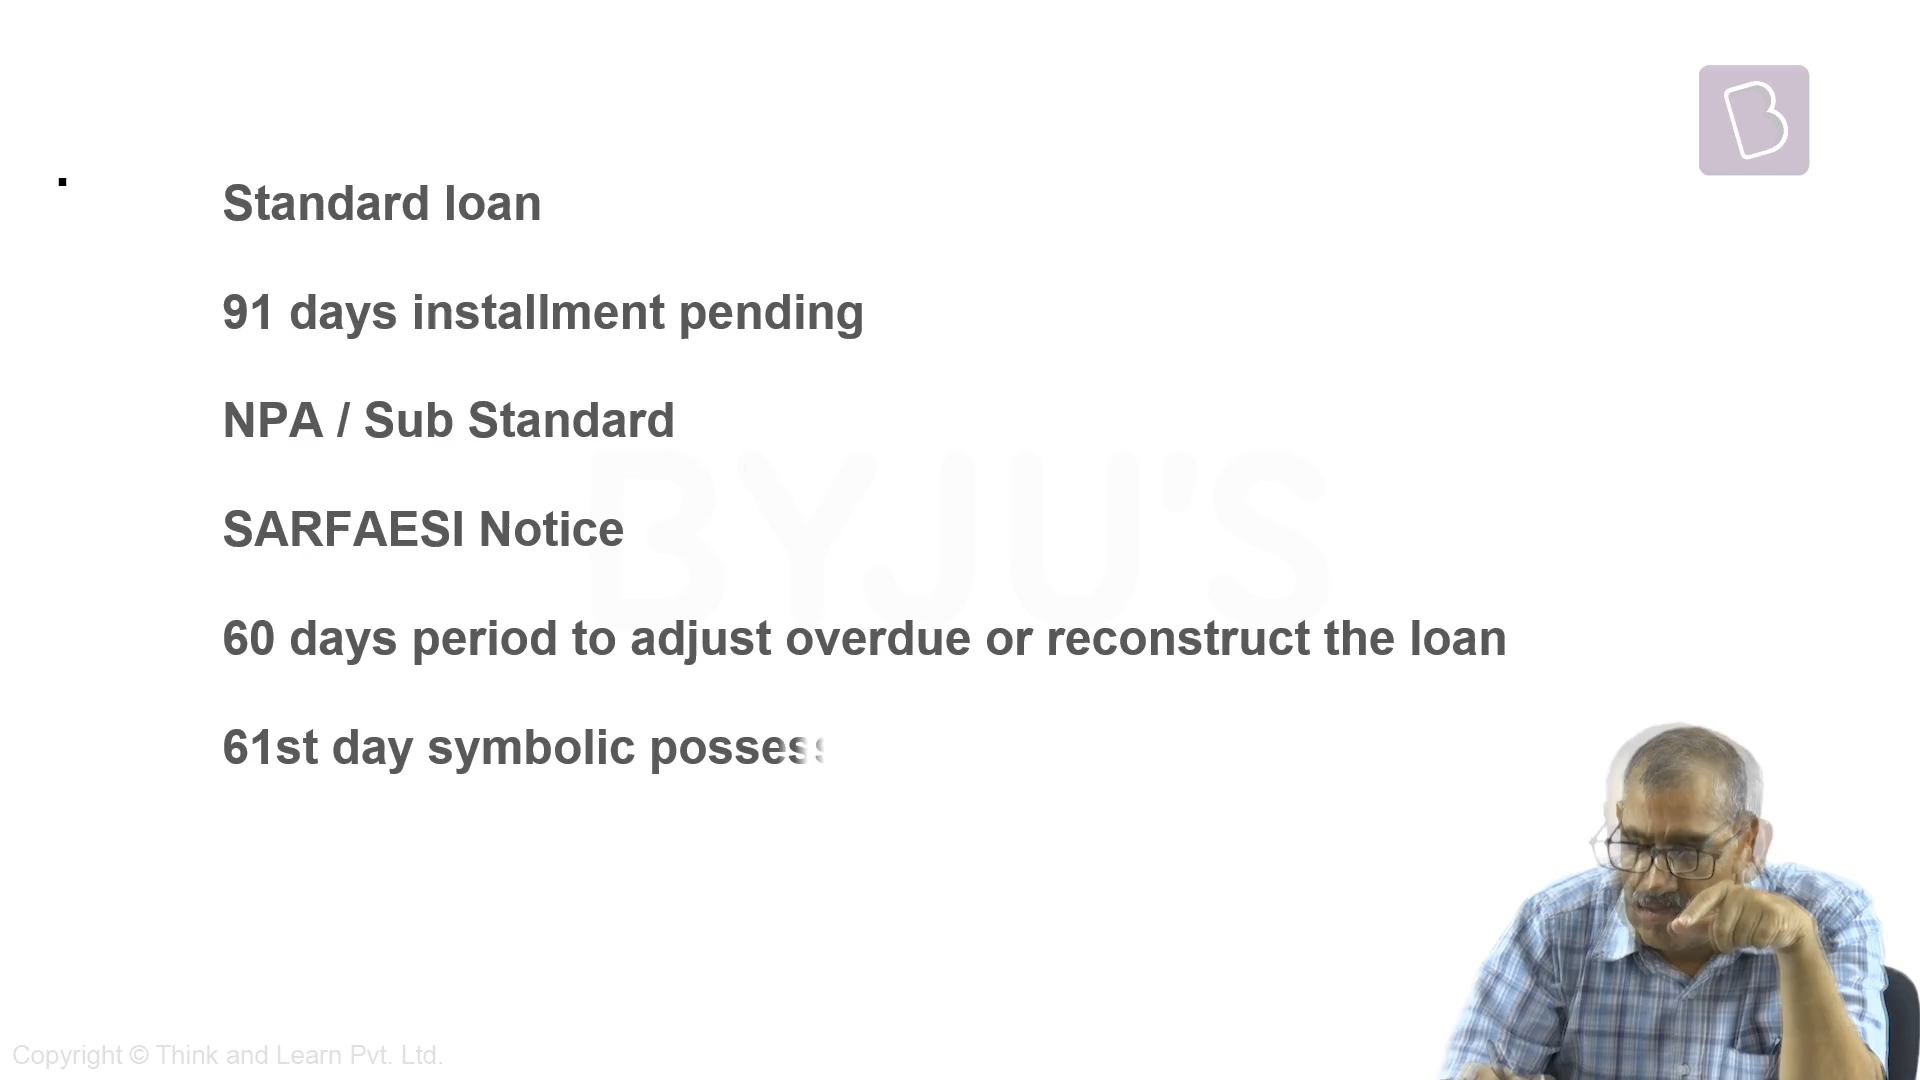 Standard loan
91 days installment pending
NPA / Sub Standard
SARFAESI Notice
60 days period to adjust overdue or reconstruct the loan
61st day symbolic
BYJU'S
Copyright © Think and Learn Pvt. Ltd.